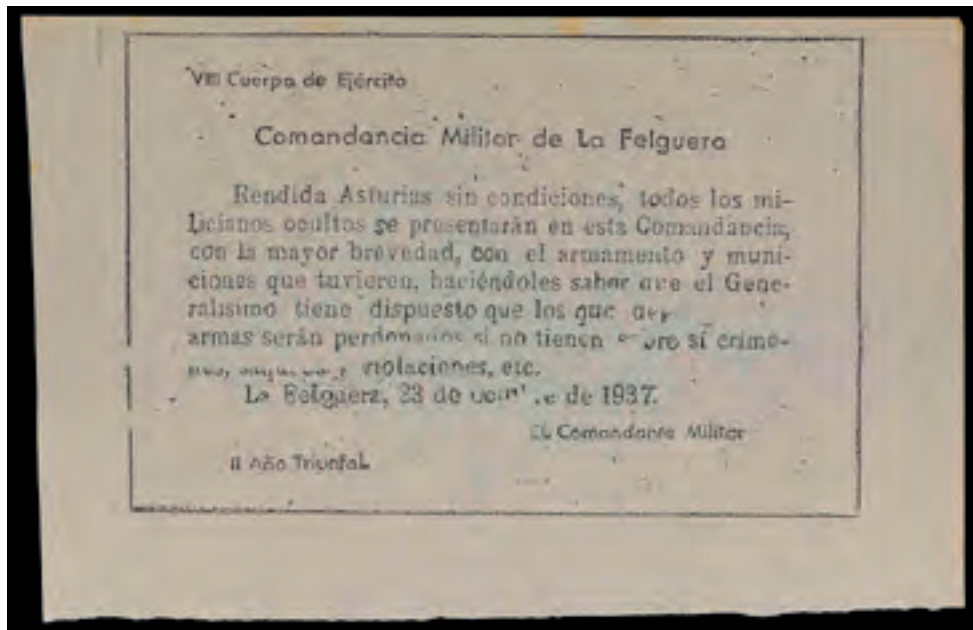 VIII Cuerpo de Ejército
Comandancia Militar de La Felguera
Rendida Asturias sin condiciones, todos los mi-
licianos ocultos se presentarán en esta Comandancia,
con la mayor brevedad, con el armamento y muni-
ciones que tuvieren, haciéndoles saber que el Gene-
ralísimo tiene dispuesto que los que
armas serán perdonados si no tienen sobre sí críme-
violaciones, etc.
La Felguera, 23 de de 1937.
El Comandante Militar
II Año Triunfal